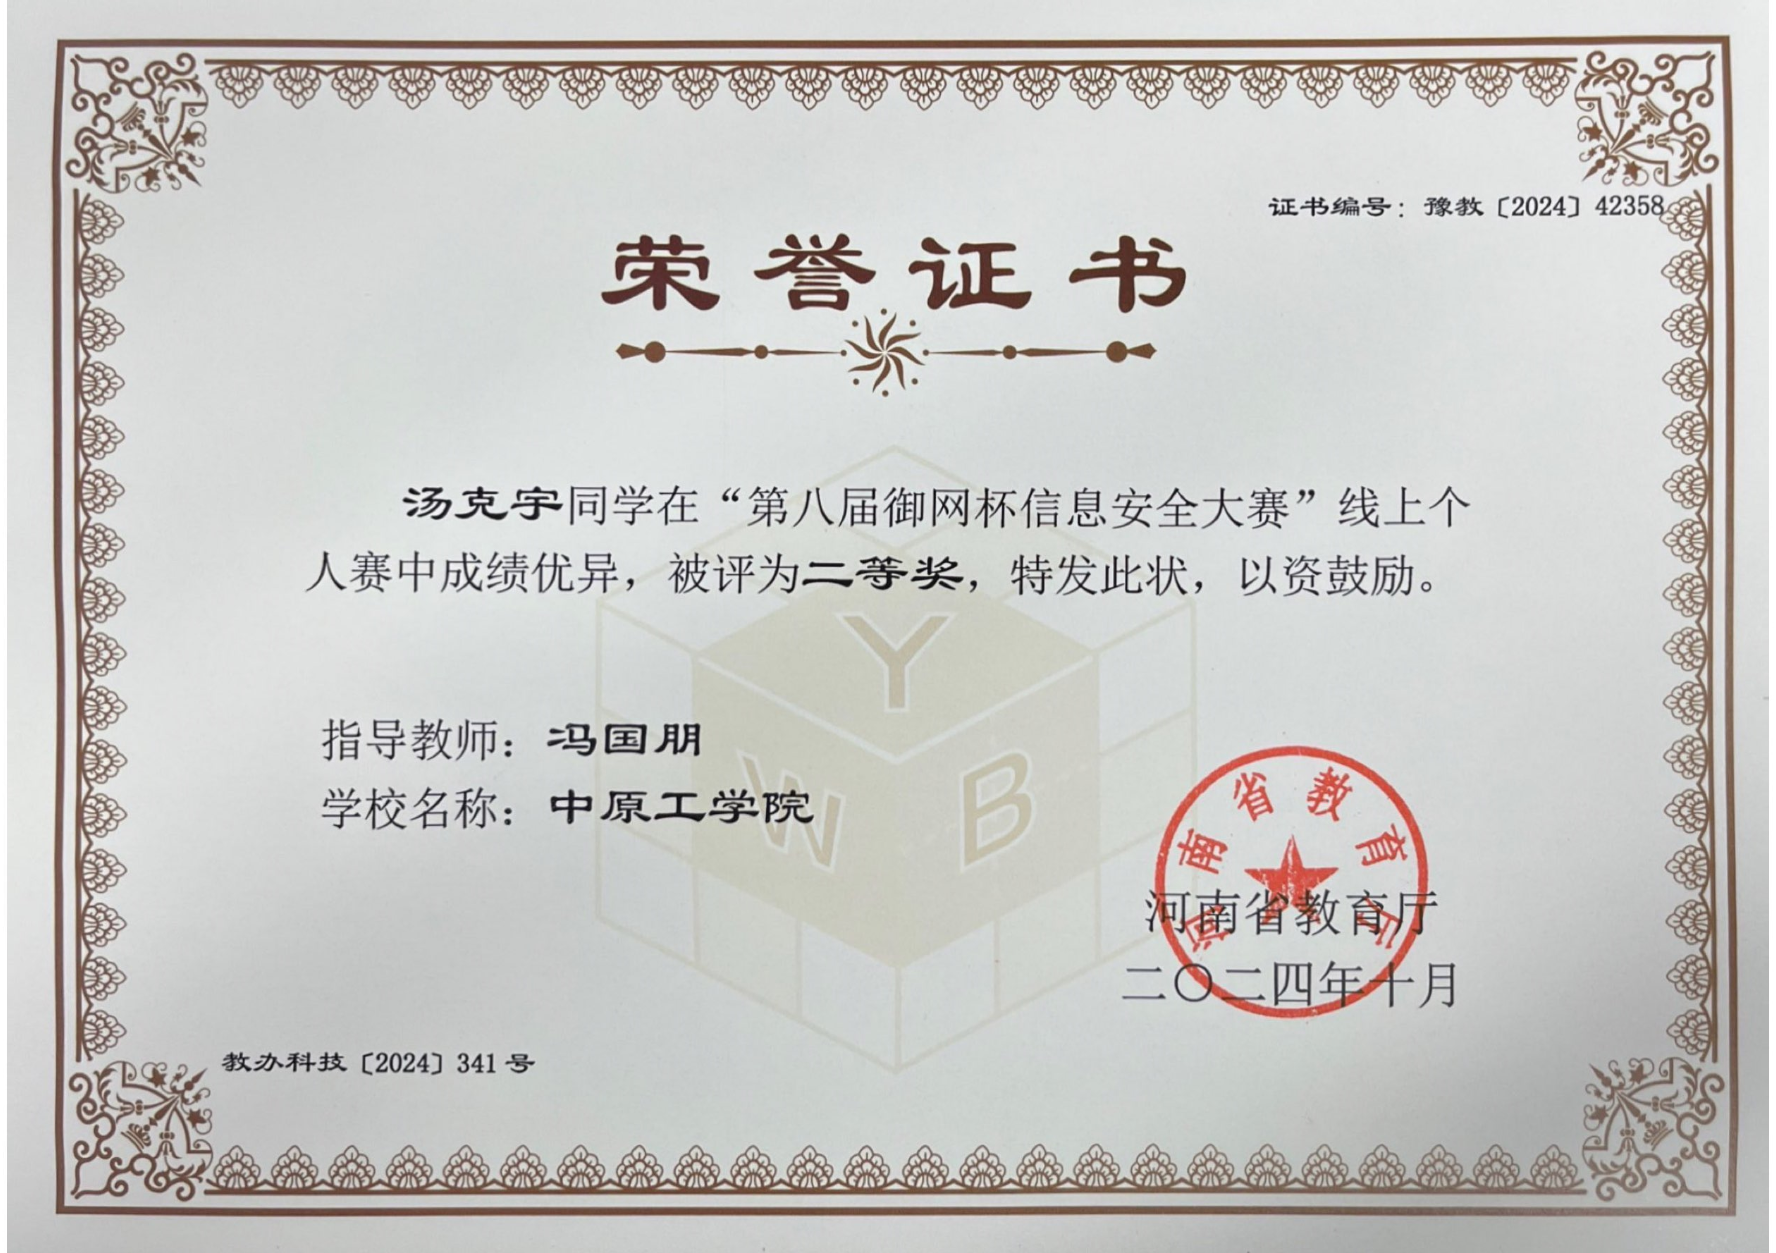 证书编号：豫教〔2024〕42358
荣誉证书
汤克宇同学在“第八届御网杯信息安全大赛”线上个
人赛中成绩优异，被评为二等奖，特发此状，以资鼓励。
Y
W B
指导教师：冯国朋
学校名称：中原工学院
河南省教育厅
河南省教育厅
二〇二四年十月
教办科技〔2024〕341号